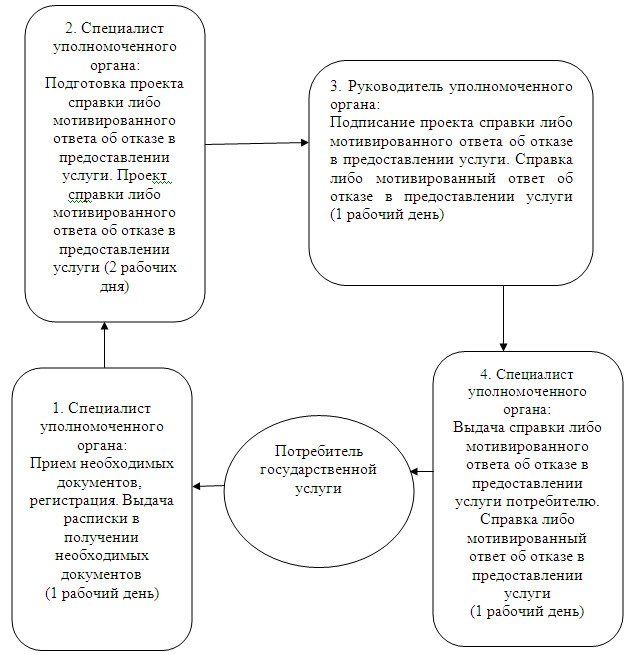 2. Специалист
уполномоченного
органа:
Подготовка проекта
справки либо
мотивированного
ответа об отказе в
предоставлении
услуги. Проект
справки либо
мотивированного
ответа об отказе в
предоставлении
услуги (2 рабочих
дня)
3. Руководитель уполномоченного
органа:
Подписание проекта справки либо
мотивированного ответа об отказе
в предоставлении услуги. Справка
либо мотивированный ответ об
отказе в предоставлении услуги
(1 рабочий день)
1. Специалист
уполномоченного
органа:
Прием необходимых
документов,
регистрация. Выдача
расписки в
получении
необходимых
документов
(1 рабочий день)
Потребитель
государственной
услуги
4. Специалист
уполномоченного
органа:
Выдача справки либо
мотивированного
ответа об отказе в
предоставлении
услуги потребителю.
Справка либо
мотивированный
ответ об отказе в
предоставлении
услуги
(1 рабочий день)